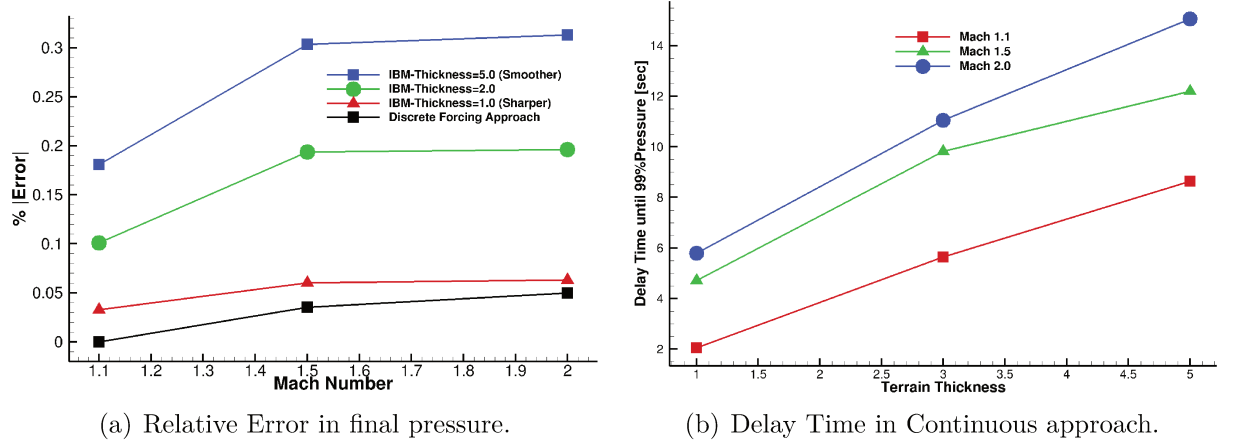 0.3
0.25
0.2
0.15
0.1
0.05
0
% |Error|
IBM-Thickness=5.0 (Smoother)
IBM-Thickness=2.0
IBM-Thickness=1.0 (Sharper)
Discrete Forcing Approach
1.1 1.2 1.3 1.4 1.5 1.6 1.7 1.8 1.9 2
Mach Number
(a) Relative Error in final pressure.
14
12
10
8
6
4
2
Delay Time until 99%Pressure [sec]
Mach 1.1
Mach 1.5
Mach 2.0
1 1.5 2 2.5 3 3.5 4 4.5 5
Terrain Thickness
(b) Delay Time in Continuous approach.